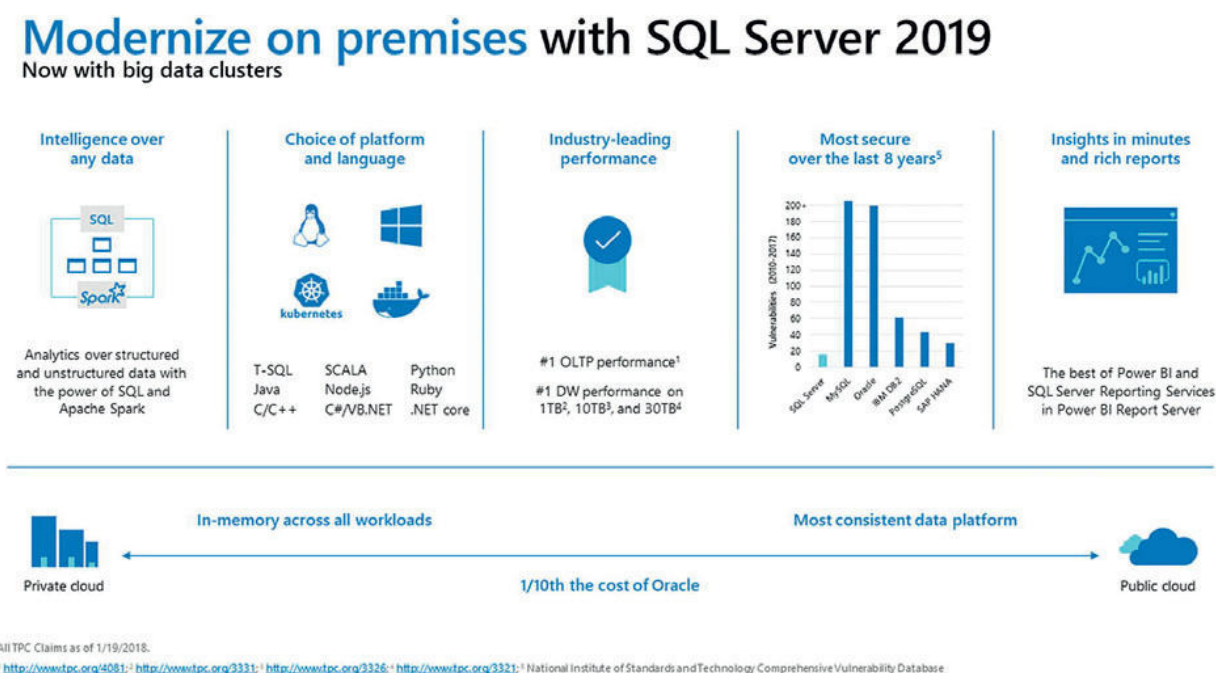 Modernize on premises with SQL Server 2019
Now with big data clusters
Intelligence over
any data
SQL
Spark
Analytics over structured
and unstructured data with
the power of SQL and
Apache Spark
Choice of platform
and language
kubernetes
T-SQL SCALA Python
Java Node.js Ruby
C/C++ C#/VB.NET .NET core
Industry-leading
performance
#1 OLTP performance¹
#1 DW performance on
1TB², 10TB³, and 30TB⁴
Most secure
over the last 8 years⁵
Vulnerabilities (2010-2017)
200+
180
160
140
120
100
80
60
40
20
0
SQL Server
MySQL
Oracle
IBM DB2
PostgreSQL
SAP HANA
Insights in minutes
and rich reports
The best of Power BI and
SQL Server Reporting Services
in Power BI Report Server
In-memory across all workloads
Most consistent data platform
Private cloud
1/10th the cost of Oracle
Public cloud
All TPC Claims as of 1/19/2018.
http://www.tpc.org/4081; ² http://www.tpc.org/3331; ³ http://www.tpc.org/3326; ⁴ http://www.tpc.org/3321; ⁵ National Institute of Standards and Technology Comprehensive Vulnerability Database